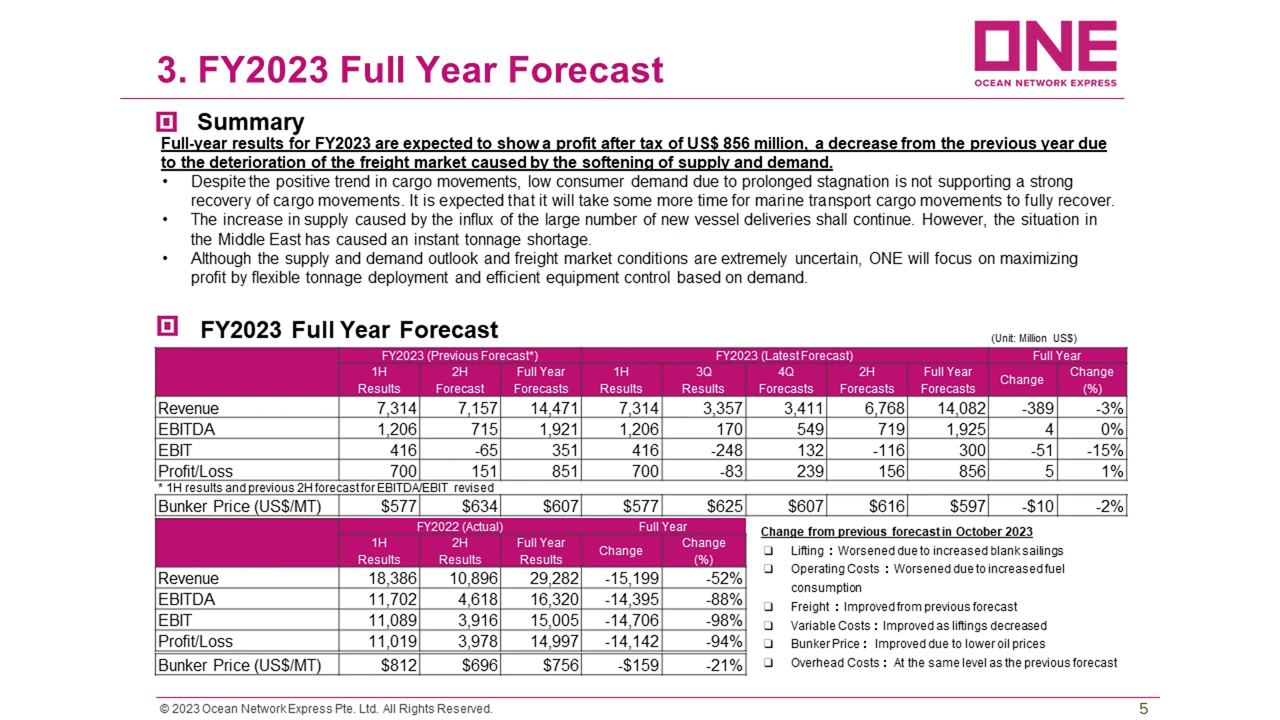 3. FY2023 Full Year Forecast
ONE
OCEAN NETWORK EXPRESS
Summary
Full-year results for FY2023 are expected to show a profit after tax of US$ 856 million, a decrease from the previous year due
to the deterioration of the freight market caused by the softening of supply and demand.
• Despite the positive trend in cargo movements, low consumer demand due to prolonged stagnation is not supporting a strong
recovery of cargo movements. It is expected that it will take some more time for marine transport cargo movements to fully recover.
• The increase in supply caused by the influx of the large number of new vessel deliveries shall continue. However, the situation in
the Middle East has caused an instant tonnage shortage.
• Although the supply and demand outlook and freight market conditions are extremely uncertain, ONE will focus on maximizing
profit by flexible tonnage deployment and efficient equipment control based on demand.
FY2023 Full Year Forecast
(Unit: Million US$)
FY2023 (Previous Forecast*) FY2023 (Latest Forecast) Full Year
1H 2H Full Year 1H 3Q 4Q 2H Full Year Change Change
Results Forecast Forecasts Results Results Forecasts Forecasts Forecasts (%)
Revenue 7,314 7,157 14,471 7,314 3,357 3,411 6,768 14,082 -389 -3%
EBITDA 1,206 715 1,921 1,206 170 549 719 1,925 4 0%
EBIT 416 -65 351 416 -248 132 -116 300 -51 -15%
Profit/Loss 700 151 851 700 -83 239 156 856 5 1%
* 1H results and previous 2H forecast for EBITDA/EBIT revised
Bunker Price (US$/MT) $577 $634 $607 $577 $625 $607 $616 $597 -$10 -2%
FY2022 (Actual) Full Year
1H 2H Full Year Change Change
Results Results Results (%)
Revenue 18,386 10,896 29,282 -15,199 -52%
EBITDA 11,702 4,618 16,320 -14,395 -88%
EBIT 11,089 3,916 15,005 -14,706 -98%
Profit/Loss 11,019 3,978 14,997 -14,142 -94%
Bunker Price (US$/MT) $812 $696 $756 -$159 -21%
Change from previous forecast in October 2023
❑ Lifting : Worsened due to increased blank sailings
❑ Operating Costs : Worsened due to increased fuel
consumption
❑ Freight : Improved from previous forecast
❑ Variable Costs : Improved as liftings decreased
❑ Bunker Price : Improved due to lower oil prices
❑ Overhead Costs : At the same level as the previous forecast
© 2023 Ocean Network Express Pte. Ltd. All Rights Reserved.
5